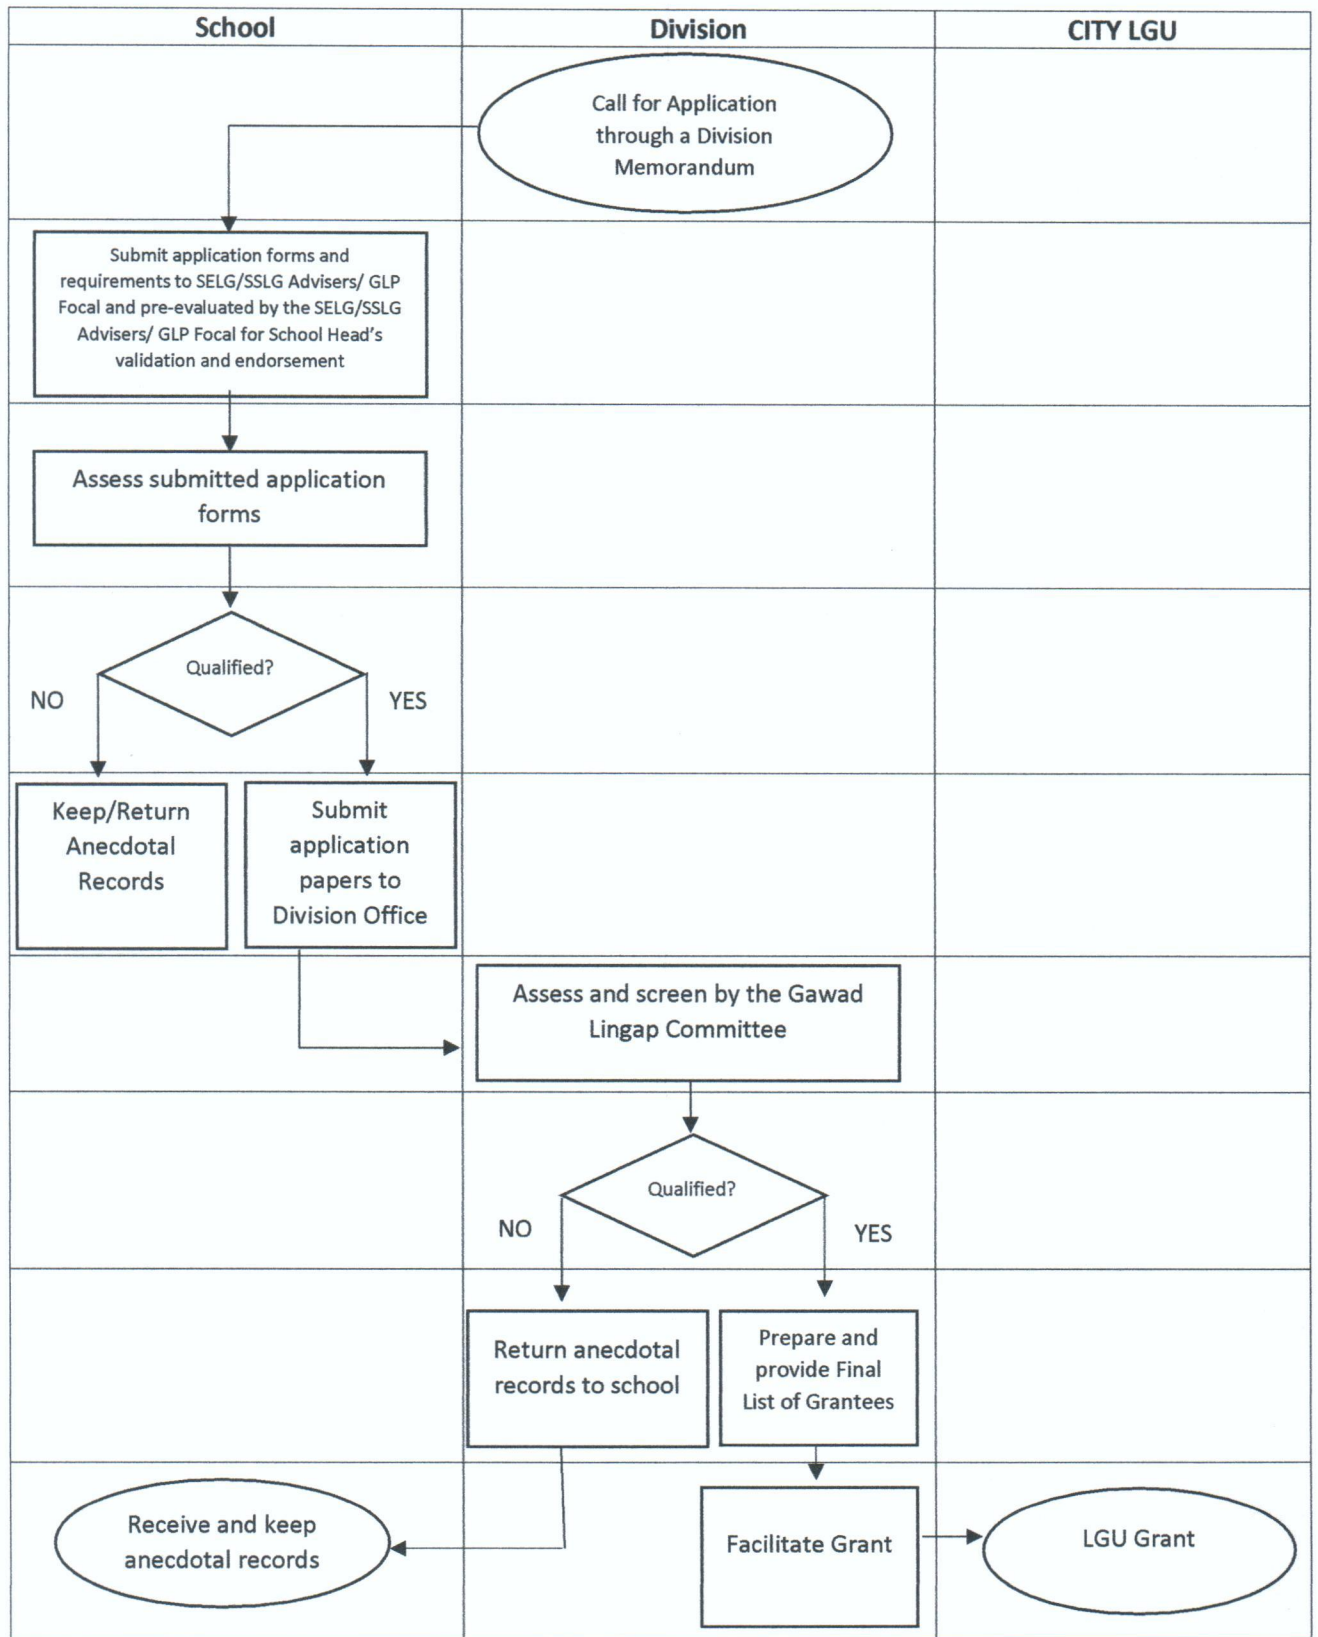 School
Division
CITY LGU
Call for Application
through a Division
Memorandum
Submit application forms and
requirements to SELG/SSLG Advisers/ GLP
Focal and pre-evaluated by the SELG/SSLG
Advisers/ GLP Focal for School Head's
validation and endorsement
Assess submitted application
forms
Qualified?
NO
YES
Keep/Return
Anecdotal
Records
Submit
application
papers to
Division Office
Assess and screen by the Gawad
Lingap Committee
Qualified?
NO
YES
Return anecdotal
records to school
Prepare and
provide Final
List of Grantees
Receive and keep
anecdotal records
Facilitate Grant
LGU Grant